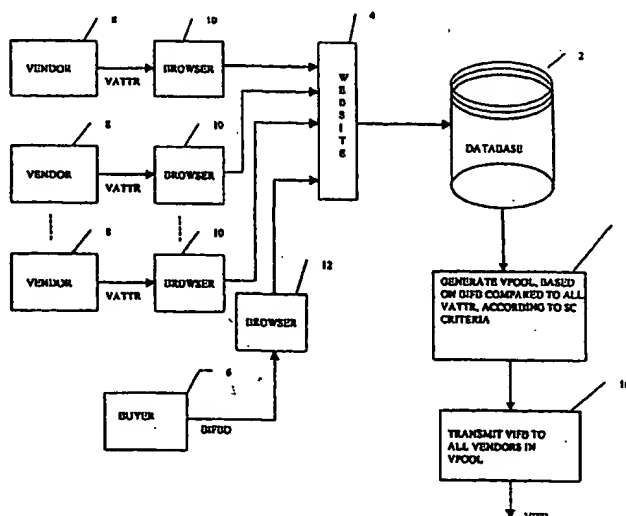 8 10 4
VENDOR
VATTR
BROWSER
WEBSITE
2
DATABASE
8 10
VENDOR
VATTR
BROWSER
8 10
VENDOR
VATTR
BROWSER
12
BROWSER
GENERATE VPOOL, BASED
ON BIFB COMPARED TO ALL
VATTR, ACCORDING TO SC
CRITERIA
6
BUYER
TRANSMIT VIFB TO
ALL VENDORS IN
VPOOL